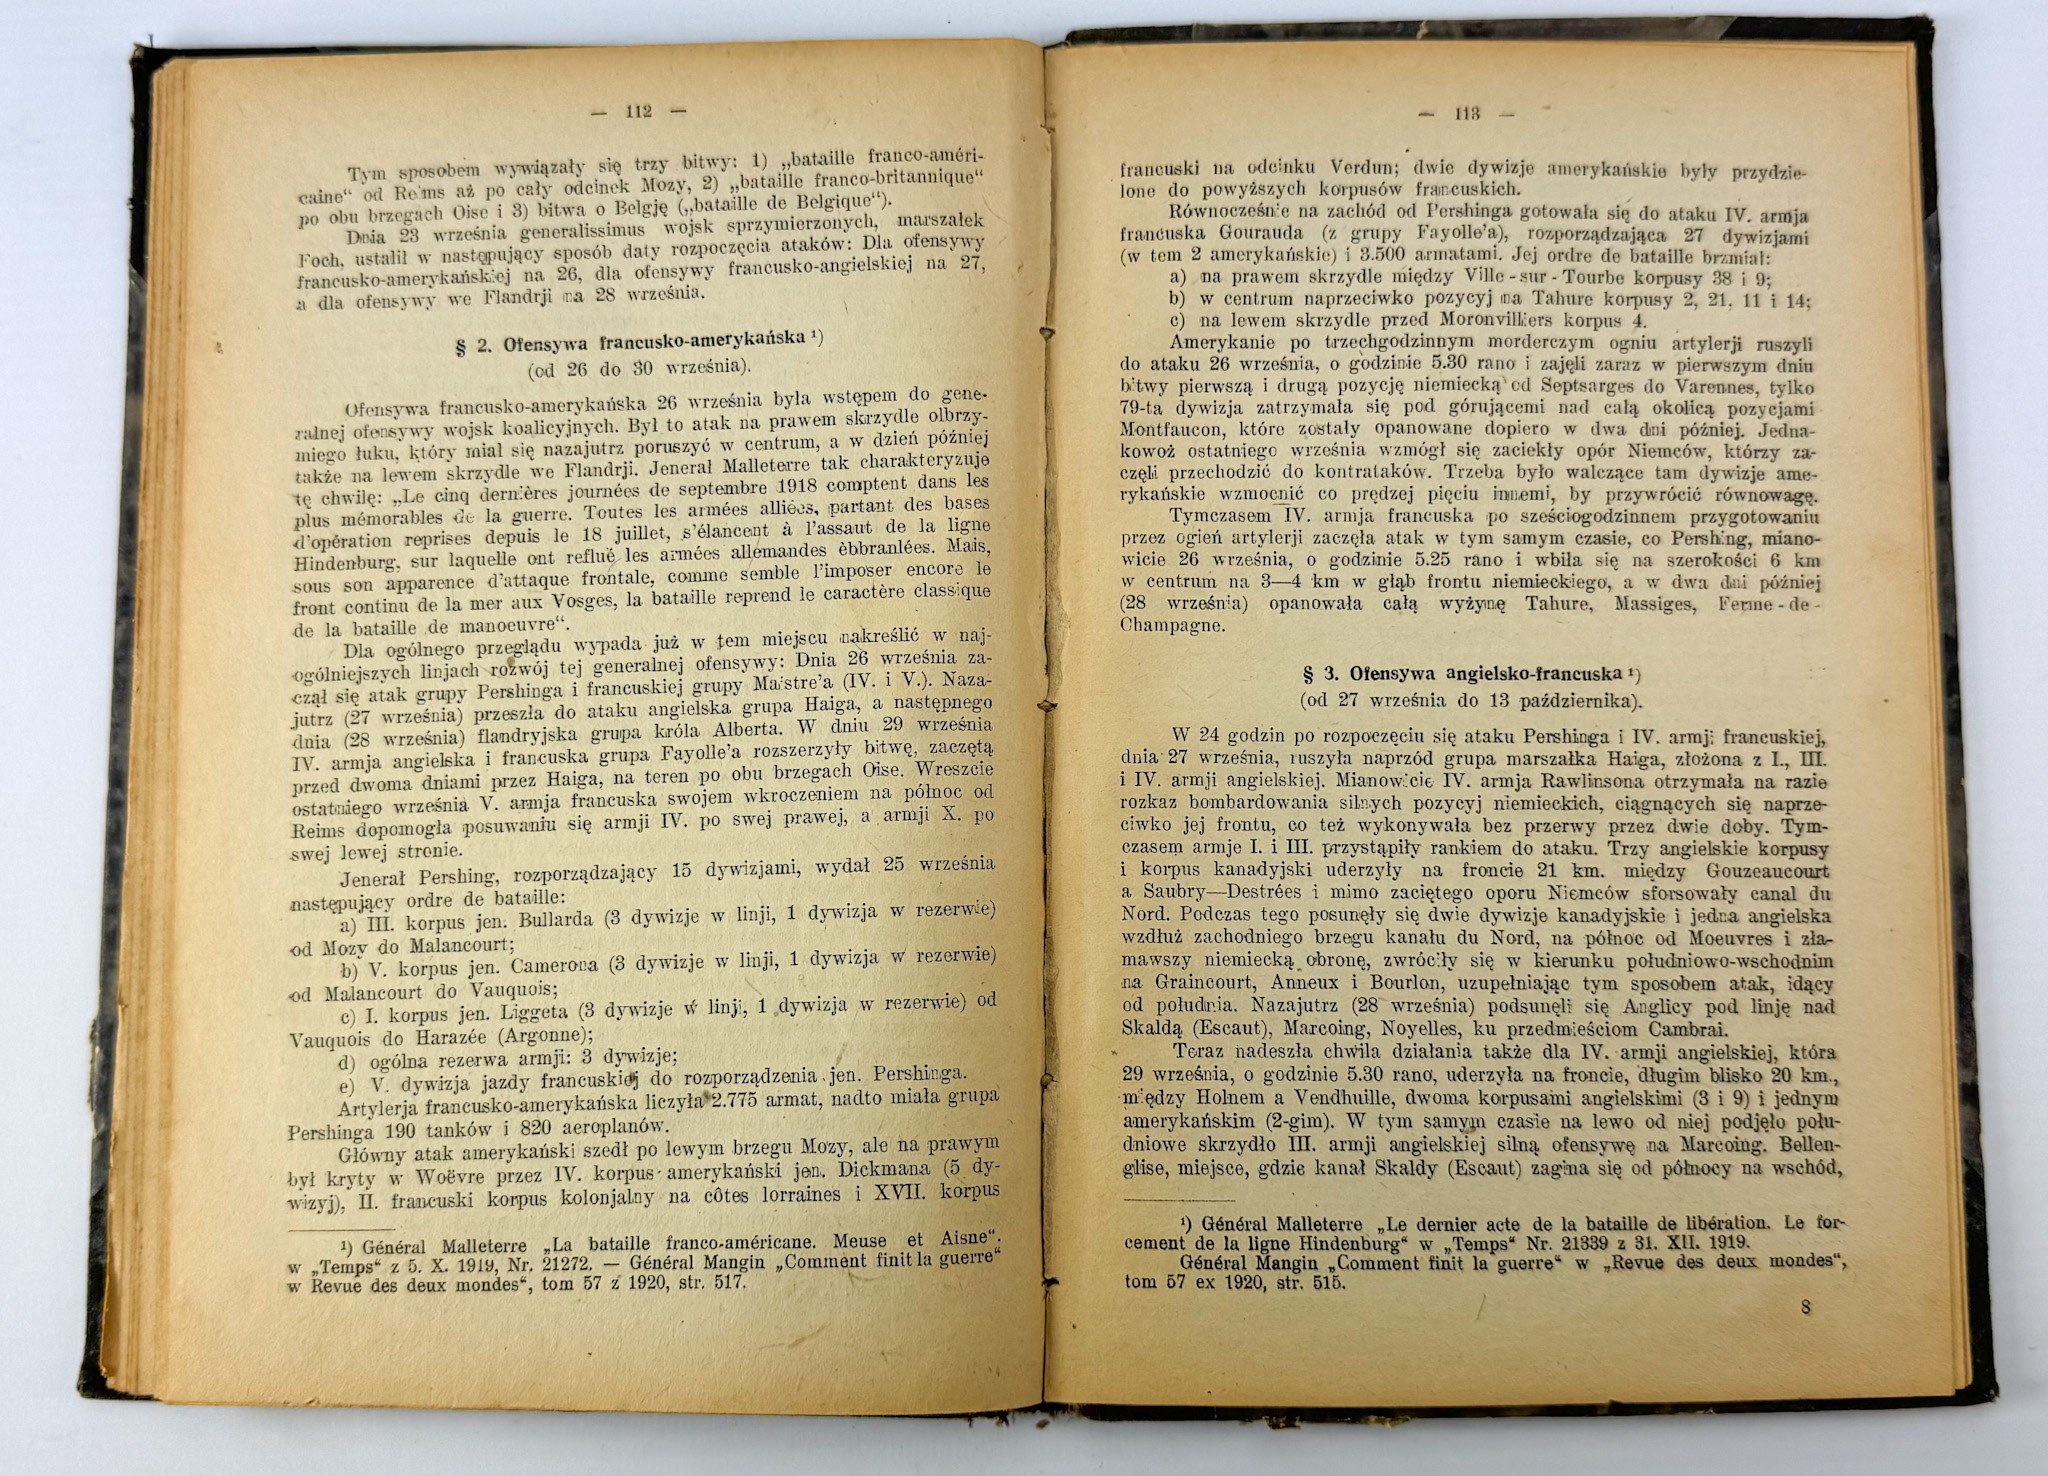 — 112 —
Tym sposobem wywiązały się trzy bitwy: 1) „bataille franco-améri-
caine“ od Reims aż po cały odcinek Mozy, 2) „bataille franco-britannique“
po obu brzegach Oise i 3) bitwa o Belgję („bataille de Belgique“).
Dnia 23 września generalissimus wojsk sprzymierzonych, marszałek
Foch, ustalił w następujący sposób daty rozpoczęcia ataków: Dla ofensywy
francusko-amerykańskiej na 26, dla ofensywy francusko-angielskiej na 27,
a dla ofensywy we Flandrji na 28 września.
§ 2. Ofensywa francusko-amerykańska ¹)
(od 26 do 30 września).
Ofensywa francusko-amerykańska 26 września była wstępem do gene-
ralnej ofensywy wojsk koalicyjnych. Był to atak na prawem skrzydle olbrzy-
miego łuku, który miał się nazajutrz poruszyć w centrum, a w dzień później
także na lewem skrzydle we Flandrji. Jenerał Malleterre tak charakteryzuje
tę chwilę: „Le cinq dernières journées de septembre 1918 comptent dans les
plus mémorables de la guerre. Toutes les armées alliées, partant des bases
d'opération reprises depuis le 18 juillet, s'élancent à l'assaut de la ligne
Hindenburg, sur laquelle ont reflué les armées allemandes èbbranlées. Mais,
sous son apparence d'attaque frontale, comme semble l'imposer encore le
front continu de la mer aux Vosges, la bataille reprend le caractère classique
de la bataille de manoeuvre“.
Dla ogólnego przeglądu wypada już w tem miejscu nakreślić w naj-
ogólniejszych linjach rozwój tej generalnej ofensywy: Dnia 26 września za-
czął się atak grupy Pershinga i francuskiej grupy Maistre'a (IV. i V.). Naza-
jutrz (27 września) przeszła do ataku angielska grupa Haiga, a następnego
dnia (28 września) flandryjska grupa króla Alberta. W dniu 29 września
IV. armja angielska i francuska grupa Fayolle'a rozszerzyły bitwę, zaczętą
przed dwoma dniami przez Haiga, na teren po obu brzegach Oise. Wreszcie
ostatniego września V. armja francuska swojem wkroczeniem na północ od
Reims dopomogła posuwaniu się armji IV. po swej prawej, a armji X. po
swej lewej stronie.
Jenerał Pershing, rozporządzający 15 dywizjami, wydał 25 września
następujący ordre de bataille:
a) III. korpus jen. Bullarda (3 dywizje w linji, 1 dywizja w rezerwie)
od Mozy do Malancourt;
b) V. korpus jen. Camerona (3 dywizje w linji, 1 dywizja w rezerwie)
od Malancourt do Vauquois;
c) I. korpus jen. Liggeta (3 dywizje w linji, 1 dywizja w rezerwie) od
Vauquois do Harazée (Argonne);
d) ogólna rezerwa armji: 3 dywizje;
e) V. dywizja jazdy francuskiej do rozporządzenia jen. Pershinga.
Artylerja francusko-amerykańska liczyła 2.775 armat, nadto miała grupa
Pershinga 190 tanków i 820 aeroplanów.
Główny atak amerykański szedł po lewym brzegu Mozy, ale na prawym
był kryty w Woëvre przez IV. korpus amerykański jen. Dickmana (5 dy-
wizyj), II. francuski korpus kolonjalny na côtes lorraines i XVII. korpus
¹) Général Malleterre „La bataille franco-américane. Meuse et Aisne“.
w „Temps“ z 5. X. 1919, Nr. 21272. — Général Mangin „Comment finit la guerre“
w Revue des deux mondes“, tom 57 z 1920, str. 517.
— 113 —
francuski na odcinku Verdun; dwie dywizje amerykańskie były przydzie-
lone do powyższych korpusów francuskich.
Równocześnie na zachód od Pershinga gotowała się do ataku IV. armja
francuska Gourauda (z grupy Fayolle'a), rozporządzająca 27 dywizjami
(w tem 2 amerykańskie) i 3.500 armatami. Jej ordre de bataille brzmiał:
a) na prawem skrzydle między Ville-sur-Tourbe korpusy 38 i 9;
b) w centrum naprzeciwko pozycyj na Tahure korpusy 2, 21, 11 i 14;
c) na lewem skrzydle przed Moronvilliers korpus 4.
Amerykanie po trzechgodzinnym morderczym ogniu artylerji ruszyli
do ataku 26 września, o godzinie 5.30 rano i zajęli zaraz w pierwszym dniu
bitwy pierwszą i drugą pozycję niemiecką od Septsarges do Varennes, tylko
79-ta dywizja zatrzymała się pod górującemi nad całą okolicą pozycjami
Montfaucon, które zostały opanowane dopiero w dwa dni później. Jedna-
kowoż ostatniego września wzmógł się zaciekły opór Niemców, którzy za-
częli przechodzić do kontrataków. Trzeba było walczące tam dywizje ame-
rykańskie wzmocnić co prędzej pięciu innemi, by przywrócić równowagę.
Tymczasem IV. armja francuska po sześciogodzinnem przygotowaniu
przez ogień artylerji zaczęła atak w tym samym czasie, co Pershing, miano-
wicie 26 września, o godzinie 5.25 rano i wbiła się na szerokości 6 km
w centrum na 3—4 km w głąb frontu niemieckiego, a w dwa dni później
(28 września) opanowała całą wyżynę Tahure, Massiges, Ferme-de-
Champagne.
§ 3. Ofensywa angielsko-francuska ¹)
(od 27 września do 13 października).
W 24 godzin po rozpoczęciu się ataku Pershinga i IV. armji francuskiej,
dnia 27 września, ruszyła naprzód grupa marszałka Haiga, złożona z I., III.
i IV. armji angielskiej. Mianowicie IV. armja Rawlinsona otrzymała na razie
rozkaz bombardowania silnych pozycyj niemieckich, ciągnących się naprze-
ciwko jej frontu, co też wykonywała bez przerwy przez dwie doby. Tym-
czasem armje I. i III. przystąpiły rankiem do ataku. Trzy angielskie korpusy
i korpus kanadyjski uderzyły na froncie 21 km. między Gouzeaucourt
a Saubry—Destrées i mimo zaciętego oporu Niemców sforsowały canal du
Nord. Podczas tego posunęły się dwie dywizje kanadyjskie i jedna angielska
wzdłuż zachodniego brzegu kanału du Nord, na północ od Moeuvres i zła-
mawszy niemiecką obronę, zwróciły się w kierunku południowo-wschodnim
na Graincourt, Anneux i Bourlon, uzupełniając tym sposobem atak, idący
od południa. Nazajutrz (28 września) podsunęli się Anglicy pod linję nad
Skaldą (Escaut), Marcoing, Noyelles, ku przedmieściom Cambrai.
Teraz nadeszła chwila działania także dla IV. armji angielskiej, która
29 września, o godzinie 5.30 rano, uderzyła na froncie, długim blisko 20 km.,
między Holnem a Vendhuille, dwoma korpusami angielskimi (3 i 9) i jednym
amerykańskim (2-gim). W tym samym czasie na lewo od niej podjęło połu-
dniowe skrzydło III. armji angielskiej silną ofensywę na Marcoing. Bellen-
glise, miejsce, gdzie kanał Skaldy (Escaut) zagina się od północy na wschód,
¹) Général Malleterre „Le dernier acte de la bataille de libération. Le for-
cement de la ligne Hindenburg“ w „Temps“ Nr. 21339 z 31. XII. 1919.
Général Mangin „Comment finit la guerre“ w „Revue des deux mondes“,
tom 57 ex 1920, str. 515.
8